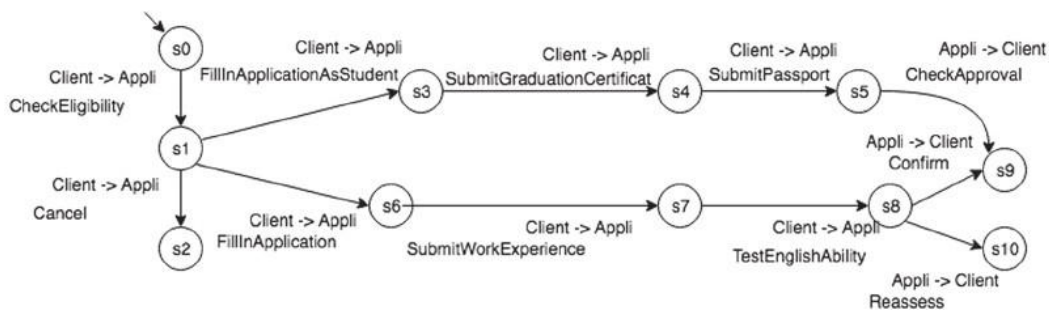 s0
Client -> Appli
CheckEligibility
s1
Client -> Appli
Cancel
s2
Client -> Appli
FillInApplicationAsStudent
s3
Client -> Appli
SubmitGraduationCertificat
s4
Client -> Appli
SubmitPassport
s5
Appli -> Client
CheckApproval
Client -> Appli
FillInApplication
s6
Client -> Appli
SubmitWorkExperience
s7
Client -> Appli
TestEnglishAbility
s8
Appli -> Client
Confirm
s9
Appli -> Client
Reassess
s10